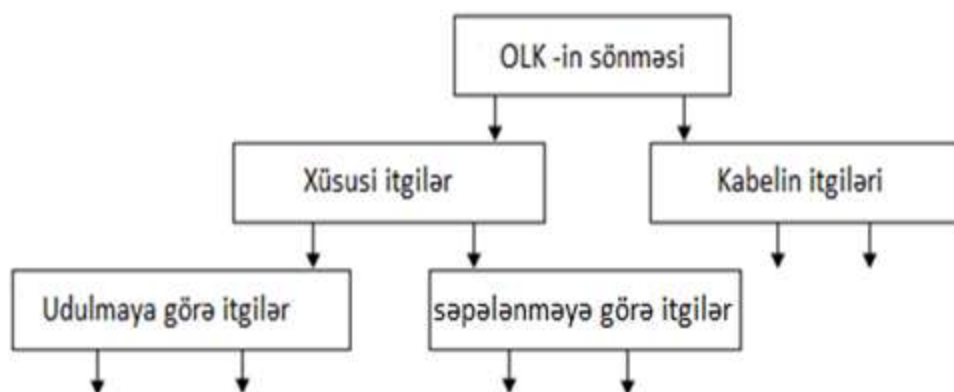 OLK -in sönməsi
Xüsusi itgilər
Kabelin itgiləri
Udulmaya görə itgilər
səpələnməyə görə itgilər